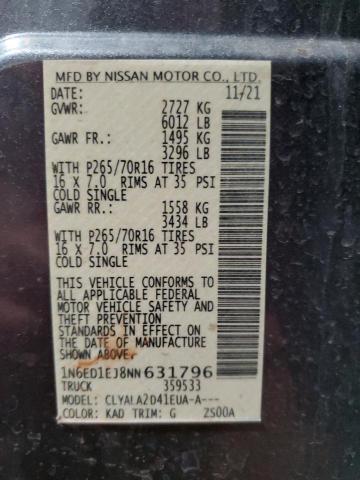 MFD BY NISSAN MOTOR CO., LTD.
DATE: 11/21
GVWR: 2727 KG
6012 LB
GAWR FR: 1495 KG
3296 LB
WITH P265/70R16 TIRES
16 X 7.0 RIMS AT 35 PSI
COLD SINGLE
GAWR RR: 1558 KG
3434 LB
WITH P265/70R16 TIRES
16 X 7.0 RIMS AT 35 PSI
COLD SINGLE
THIS VEHICLE CONFORMS TO
ALL APPLICABLE FEDERAL
MOTOR VEHICLE SAFETY AND
THEFT PREVENTION
STANDARDS IN EFFECT ON
THE DATE OF MANUFACTURE
SHOWN ABOVE.
1N6ED1EJ8NN631796
TRUCK 359533
MODEL: CLYALA2D41EUA-A---
COLOR: KAD TRIM: G ZS00A